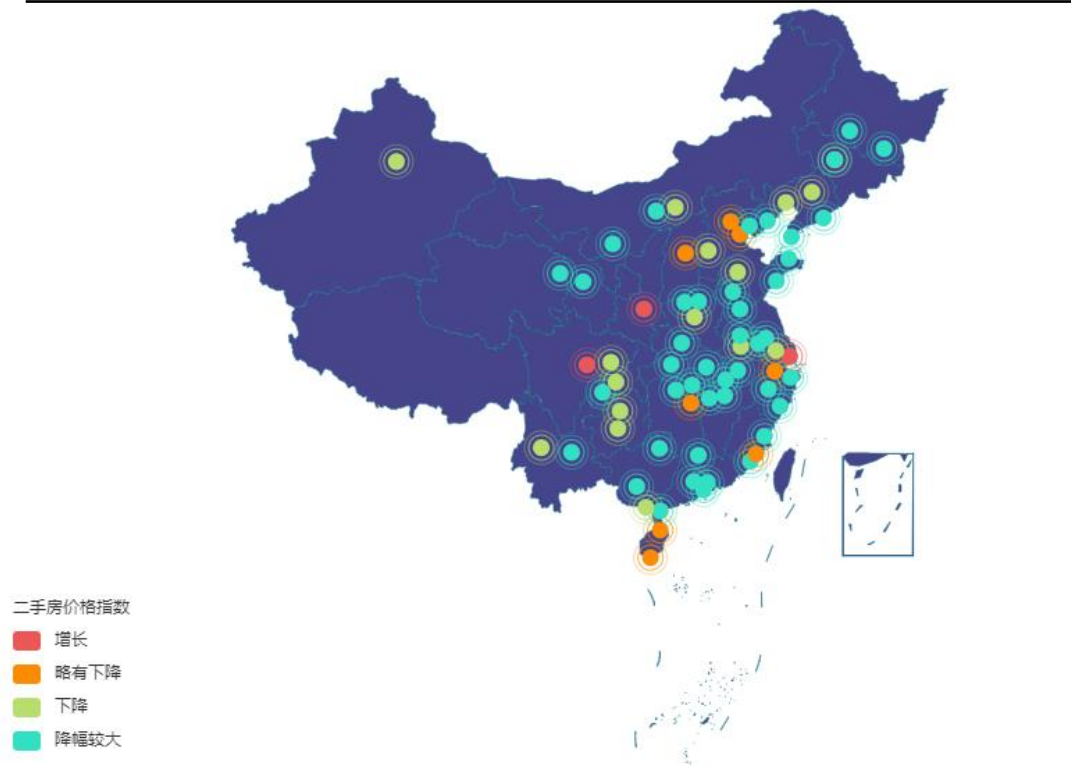 二手房价格指数
增长
略有下降
下降
降幅较大